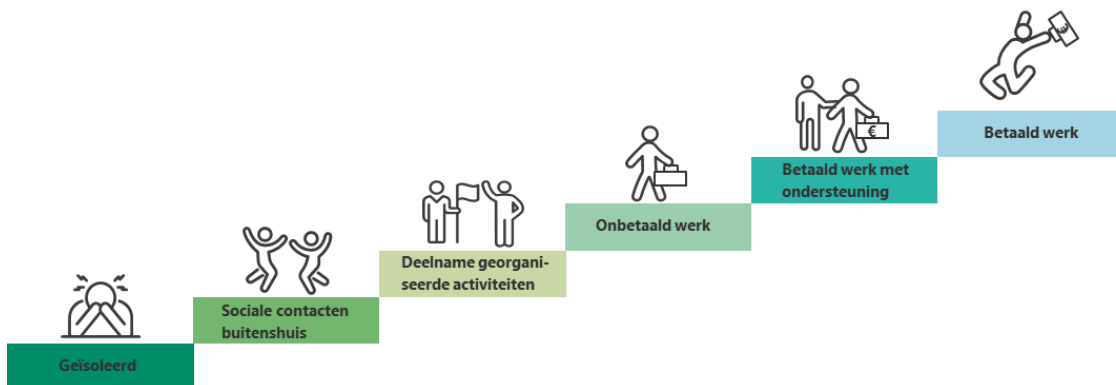 Geïsoleerd
Sociale contacten
buitenshuis
Deelname georgani-
seerde activiteiten
Onbetaald werk
Betaald werk met
ondersteuning
€
Betaald werk
€